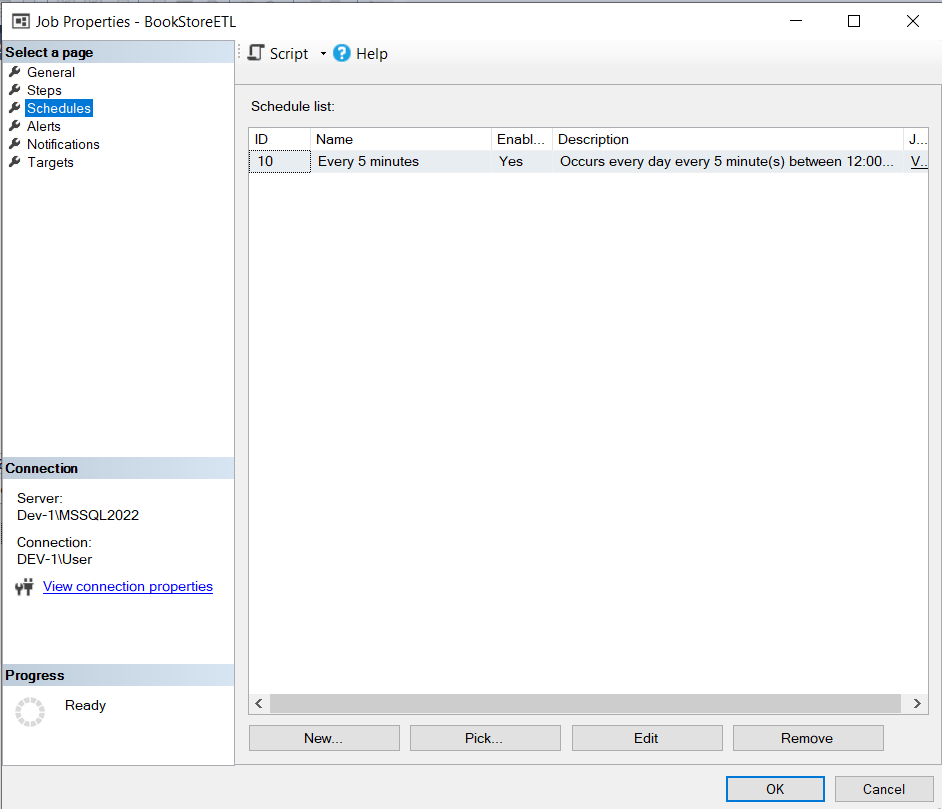 Job Properties - BookStoreETL
Select a page
General
Steps
Schedules
Alerts
Notifications
Targets
Script
Help
Schedule list:
ID Name Enabl... Description J...
10 Every 5 minutes Yes Occurs every day every 5 minute(s) between 12:00... V...
Connection
Server:
Dev-1\MSSQL2022
Connection:
DEV-1\User
View connection properties
Progress
Ready
New... Pick... Edit Remove
OK Cancel